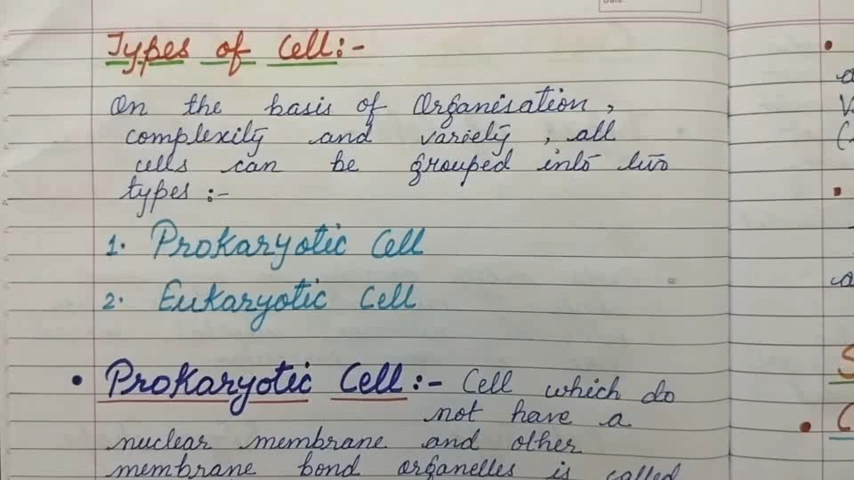 Types of Cell:-
On the basis of Organisation,
complexity and variety, all
cells can be grouped into two
types :-
1. Prokaryotic Cell
2. Eukaryotic Cell
• Prokaryotic Cell :- Cell which do
not have a
nuclear membrane and other
membrane bond organelles is called